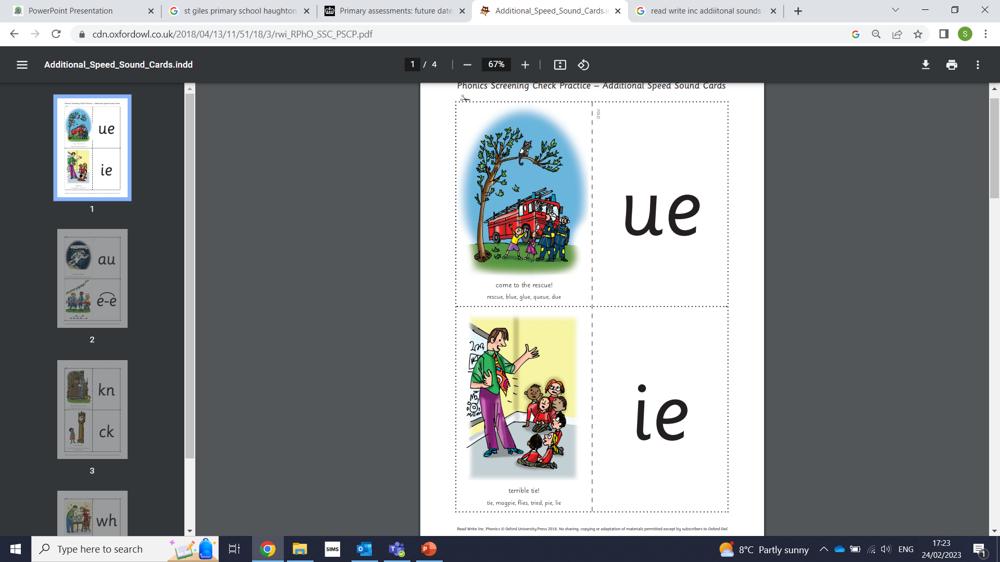 PowerPoint Presentation
st giles primary school haughton
Primary assessments: future date
Additional_Speed_Sound_Cards.i
read write inc addiitonal sounds
cdn.oxfordowl.co.uk/2018/04/13/11/51/18/3/rwi_RPhO_SSC_PSCP.pdf
S
Additional_Speed_Sound_Cards.indd
1 / 4
67%
ue
ie
1
au
e-e
2
kn
ck
3
wh
Phonics Screening Check Practice – Additional Speed Sound Cards
FOLD
ue
come to the rescue!
rescue, blue, glue, queue, due
ie
terrible tie!
tie, magpie, flies, tried, pie, lie
Read Write Inc. Phonics © Oxford University Press 2016. No sharing, copying or adaptation of materials permitted except by subscribers to Oxford Owl.
Type here to search
SIMS
8°C Partly sunny
ENG
17:23
24/02/2023
1